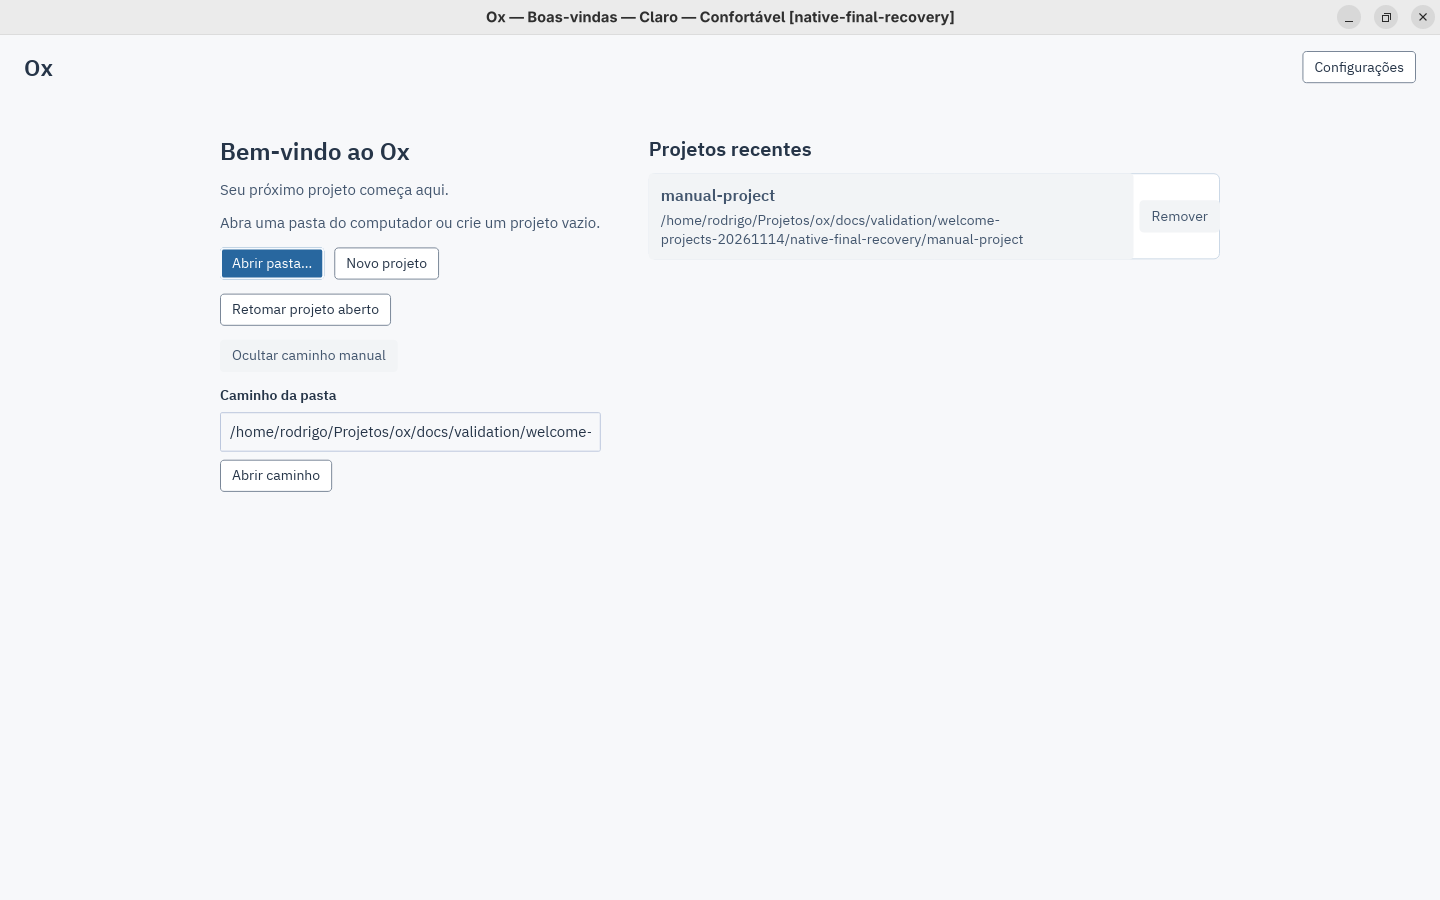 Ox — Boas-vindas — Claro — Confortável [native-final-recovery]
Ox
Configurações
Bem-vindo ao Ox
Seu próximo projeto começa aqui.
Abra uma pasta do computador ou crie um projeto vazio.
Abrir pasta...
Novo projeto
Retomar projeto aberto
Ocultar caminho manual
Caminho da pasta
/home/rodrigo/Projetos/ox/docs/validation/welcome-
Abrir caminho
Projetos recentes
manual-project
/home/rodrigo/Projetos/ox/docs/validation/welcome-
projects-20261114/native-final-recovery/manual-project
Remover